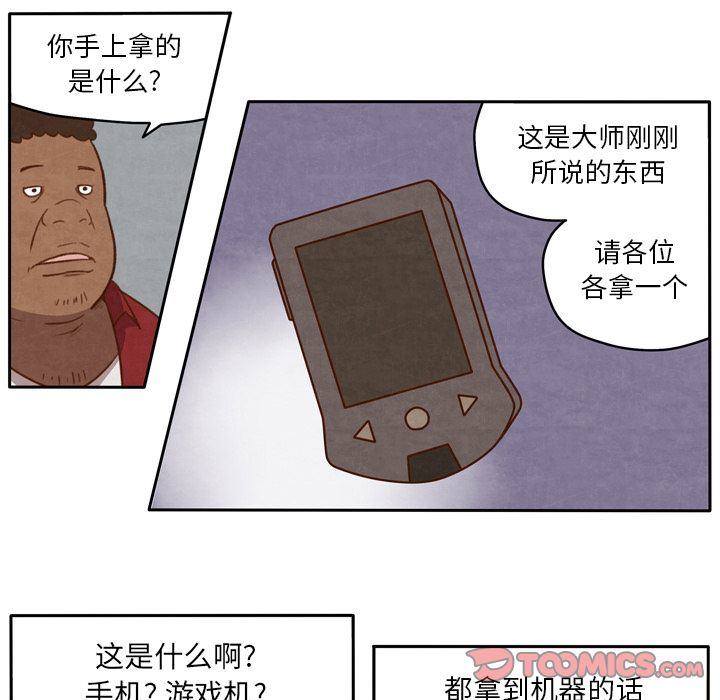 你手上拿的
是什么?
这是大师刚刚
所说的东西
请各位
各拿一个
这是什么啊?
手机? 游戏机?
都拿到机器的话
TOOMICS.COM